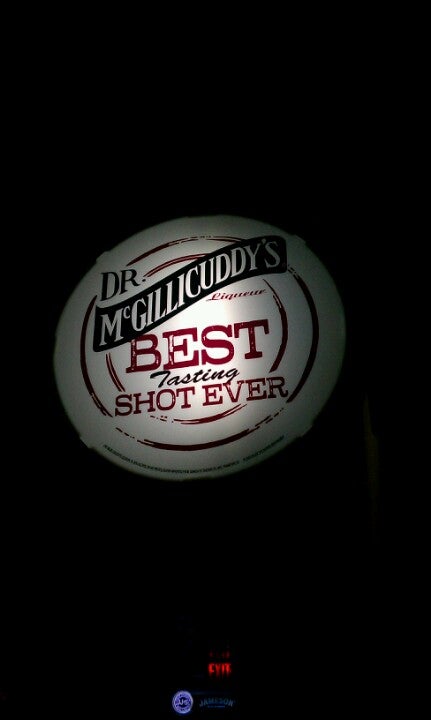 DR.
McGILLICUDDY'S
Liqueur
BEST
Tasting
SHOT EVER
EXIT
JAMESON